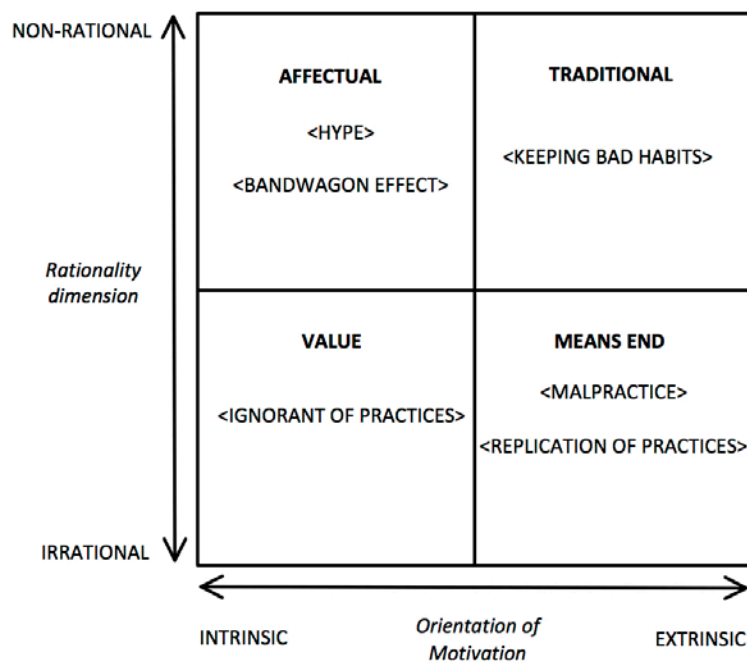 NON-RATIONAL
AFFECTUAL
<HYPE>
<BANDWAGON EFFECT>
TRADITIONAL
<KEEPING BAD HABITS>
Rationality
dimension
VALUE
<IGNORANT OF PRACTICES>
MEANS END
<MALPRACTICE>
<REPLICATION OF PRACTICES>
IRRATIONAL
INTRINSIC
Orientation of
Motivation
EXTRINSIC